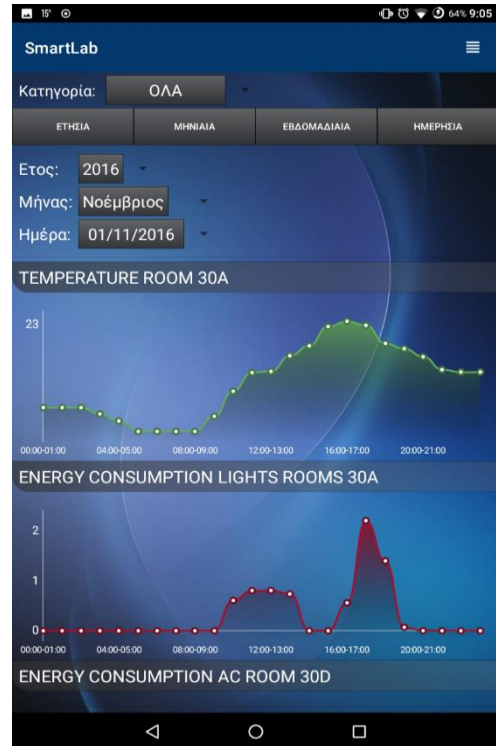 15° 64% 9:05
SmartLab
Κατηγορία: ΟΛΑ
ΕΤΗΣΙΑ ΜΗΝΙΑΙΑ ΕΒΔΟΜΑΔΙΑΙΑ ΗΜΕΡΗΣΙΑ
Ετος: 2016
Μήνας: Νοέμβριος
Ημέρα: 01/11/2016
TEMPERATURE ROOM 30A
23
00:00-01:00 04:00-05:00 08:00-09:00 12:00-13:00 16:00-17:00 20:00-21:00
ENERGY CONSUMPTION LIGHTS ROOMS 30A
2
1
0
00:00-01:00 04:00-05:00 08:00-09:00 12:00-13:00 16:00-17:00 20:00-21:00
ENERGY CONSUMPTION AC ROOM 30D